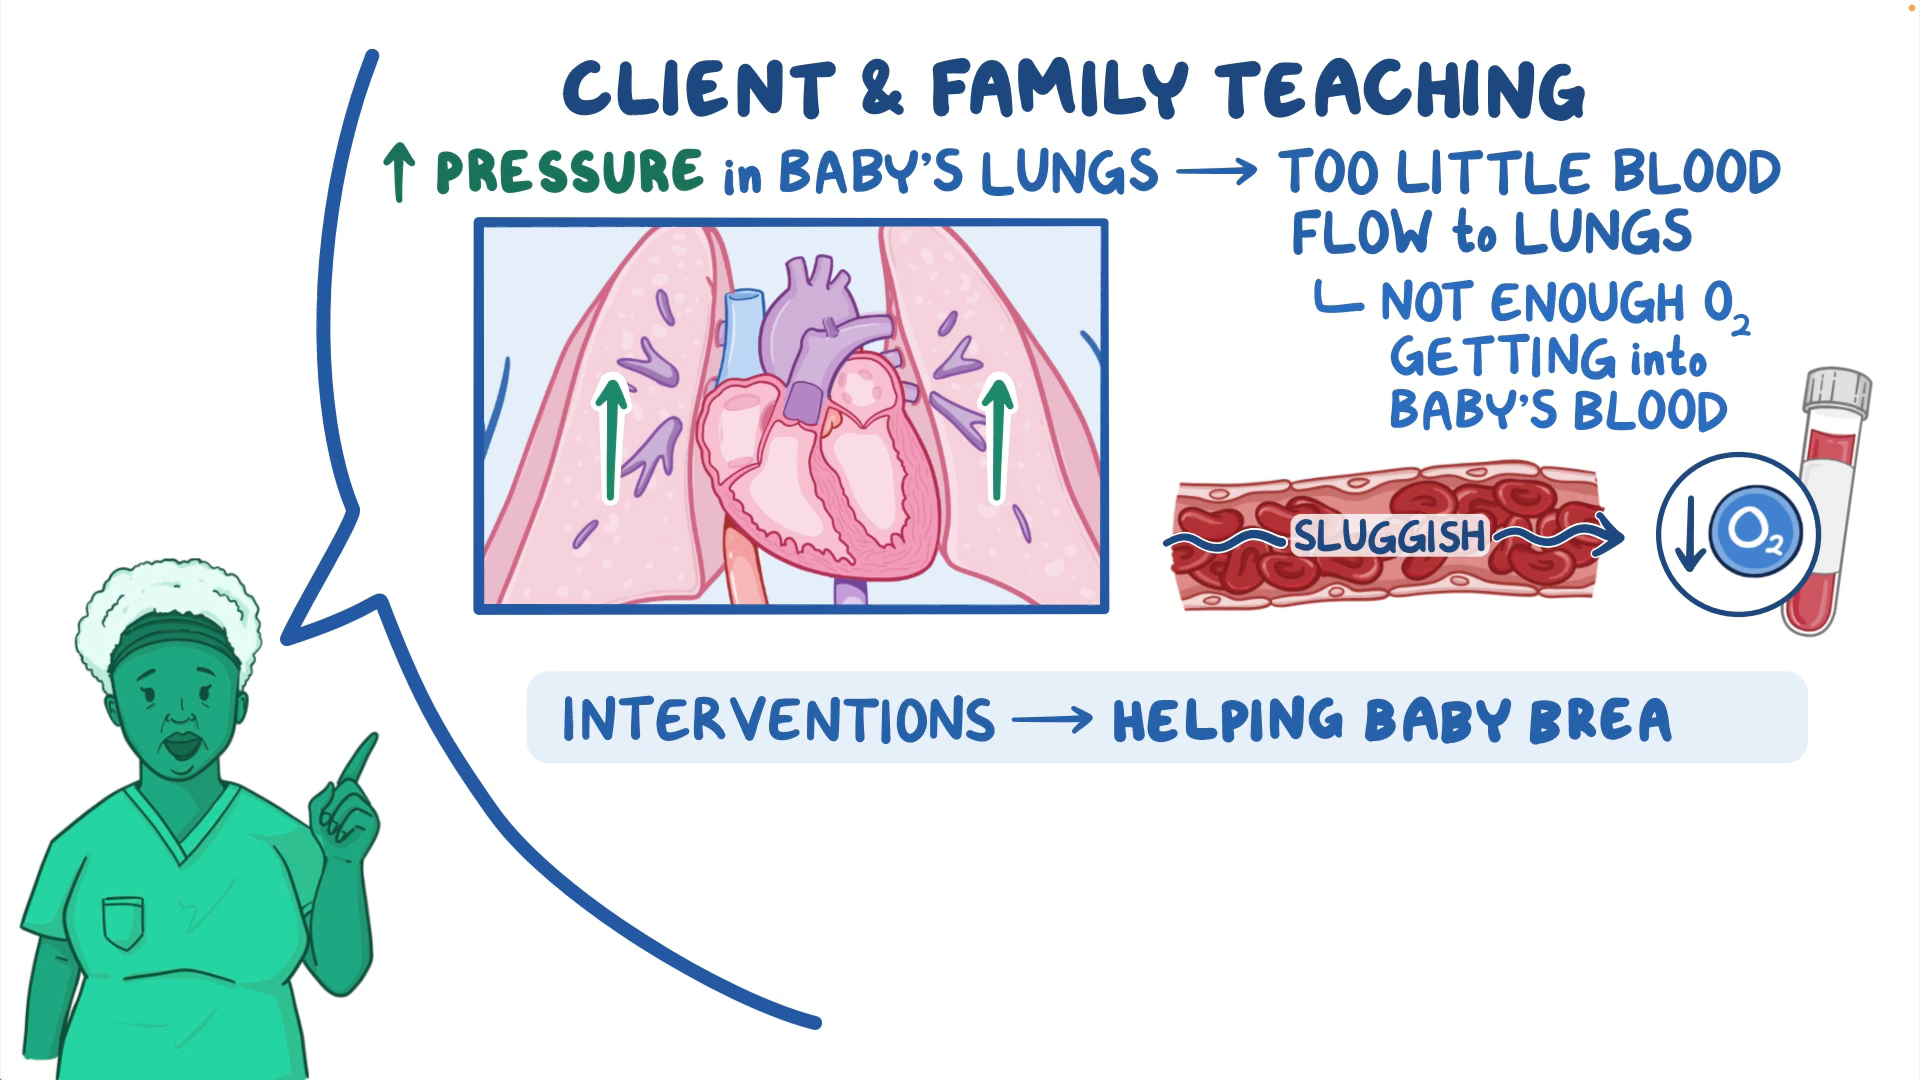 CLIENT & FAMILY TEACHING
↑ PRESSURE in BABY'S LUNGS → TOO LITTLE BLOOD
FLOW to LUNGS
NOT ENOUGH O₂
GETTING into
BABY'S BLOOD
SLUGGISH
↓ O₂
INTERVENTIONS → HELPING BABY BREA